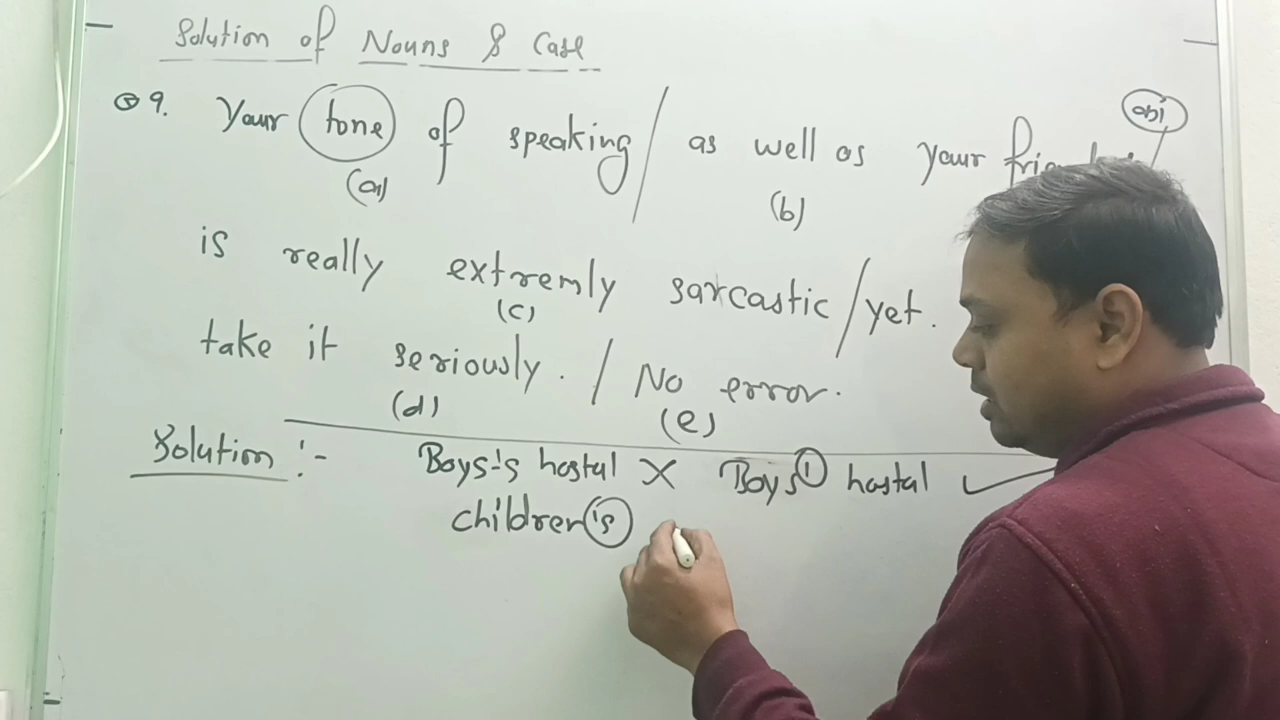 Solution of Nouns & Case
Q 9. Your tone of speaking / as well as your
(a) (b)
is really extremly sarcastic / yet.
(c)
take it seriously. / No error.
(d) (e)
Solution :- Boys's hostal X Boys' hostal ✓
children's